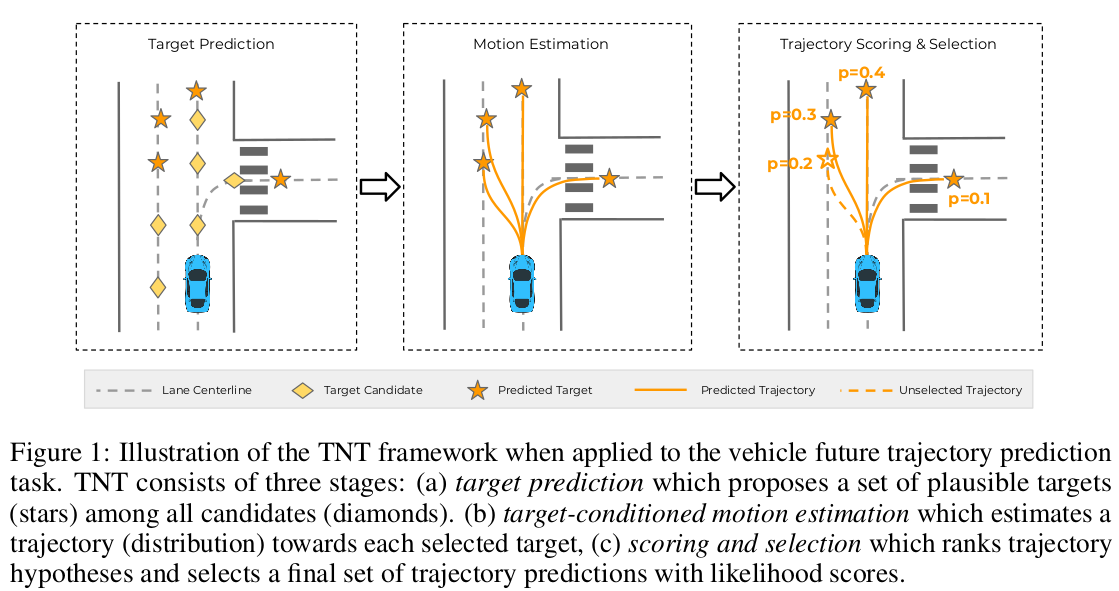 Target Prediction
Motion Estimation
Trajectory Scoring & Selection
p=0.4
p=0.3
p=0.2
p=0.1
Lane Centerline
Target Candidate
Predicted Target
Predicted Trajectory
Unselected Trajectory
Figure 1: Illustration of the TNT framework when applied to the vehicle future trajectory prediction
task. TNT consists of three stages: (a) target prediction which proposes a set of plausible targets
(stars) among all candidates (diamonds). (b) target-conditioned motion estimation which estimates a
trajectory (distribution) towards each selected target, (c) scoring and selection which ranks trajectory
hypotheses and selects a final set of trajectory predictions with likelihood scores.